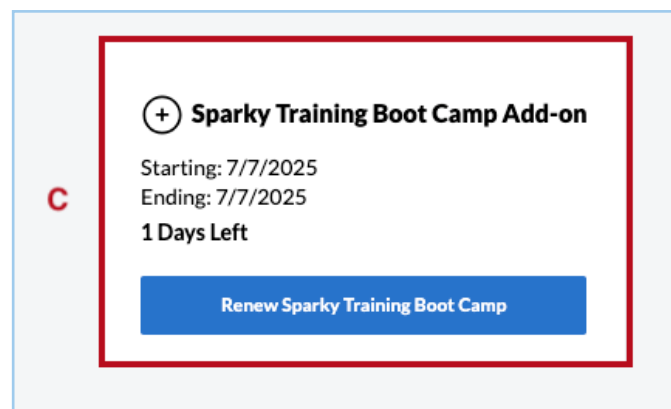 C
+ Sparky Training Boot Camp Add-on
Starting: 7/7/2025
Ending: 7/7/2025
1 Days Left
Renew Sparky Training Boot Camp